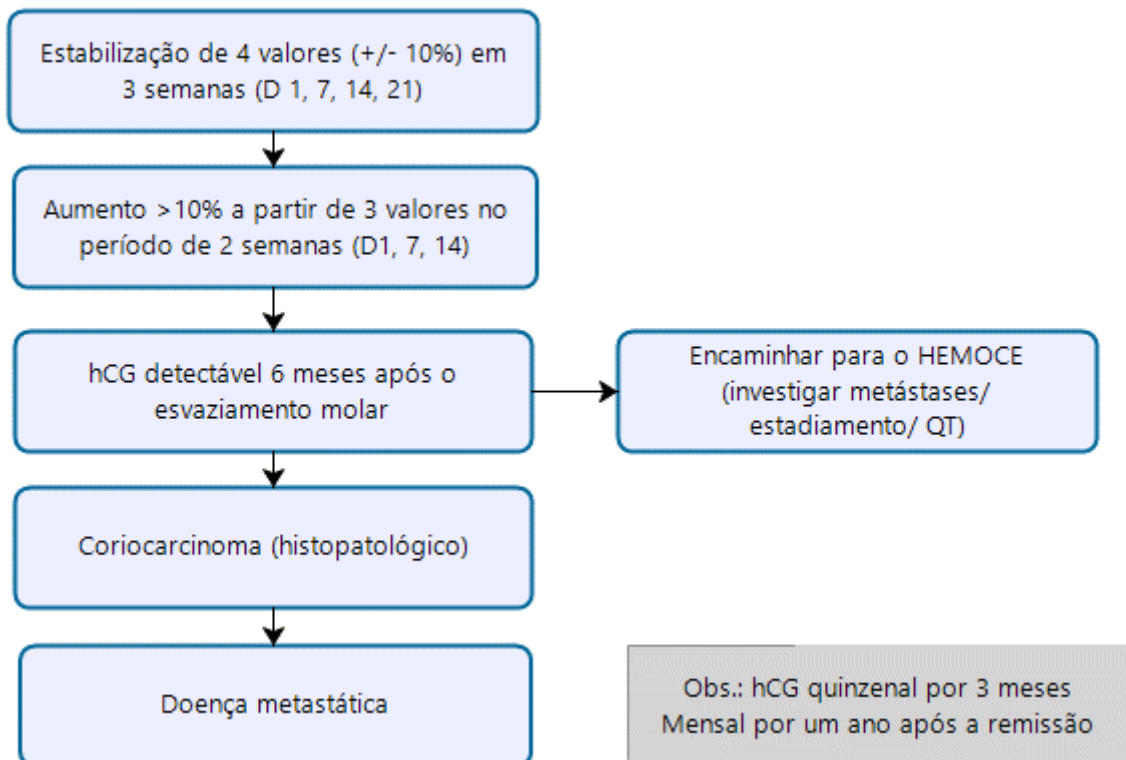 Estabilização de 4 valores (+/- 10%) em
3 semanas (D 1, 7, 14, 21)
Aumento >10% a partir de 3 valores no
período de 2 semanas (D1, 7, 14)
hCG detectável 6 meses após o
esvaziamento molar
Encaminhar para o HEMOCE
(investigar metástases/
estadiamento/ QT)
Coriocarcinoma (histopatológico)
Doença metastática
Obs.: hCG quinzenal por 3 meses
Mensal por um ano após a remissão